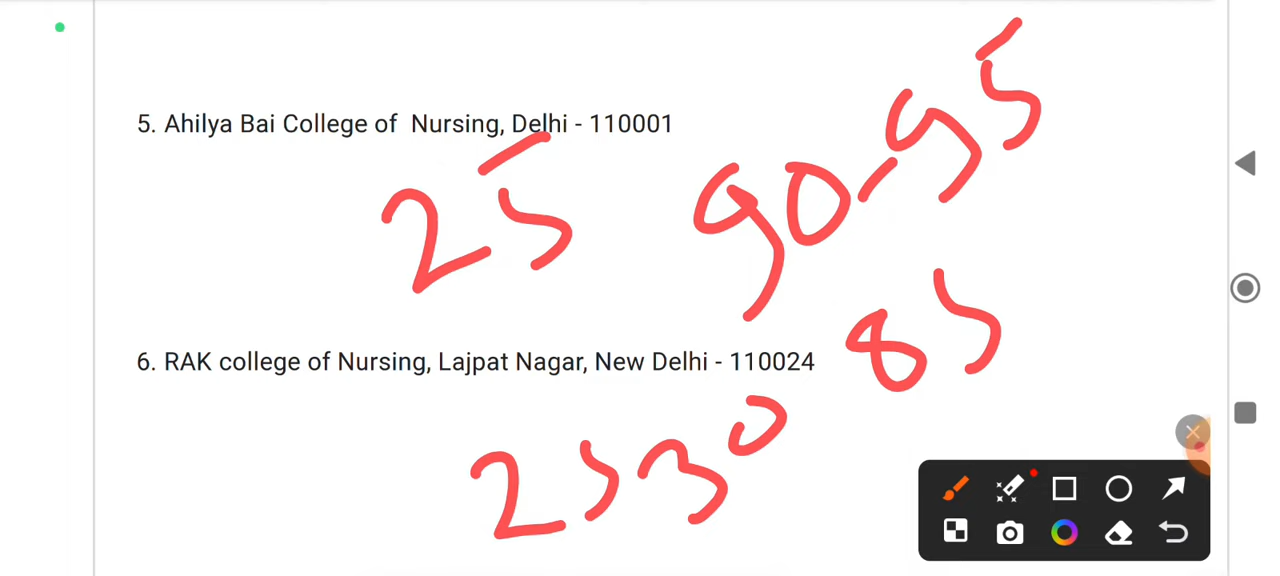 5. Ahilya Bai College of Nursing, Delhi - 110001
25 90-95
6. RAK college of Nursing, Lajpat Nagar, New Delhi - 110024
85
2530